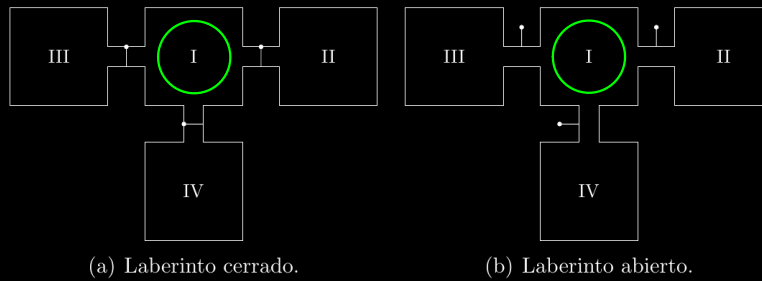 III I II
IV
(a) Laberinto cerrado.
III I II
IV
(b) Laberinto abierto.